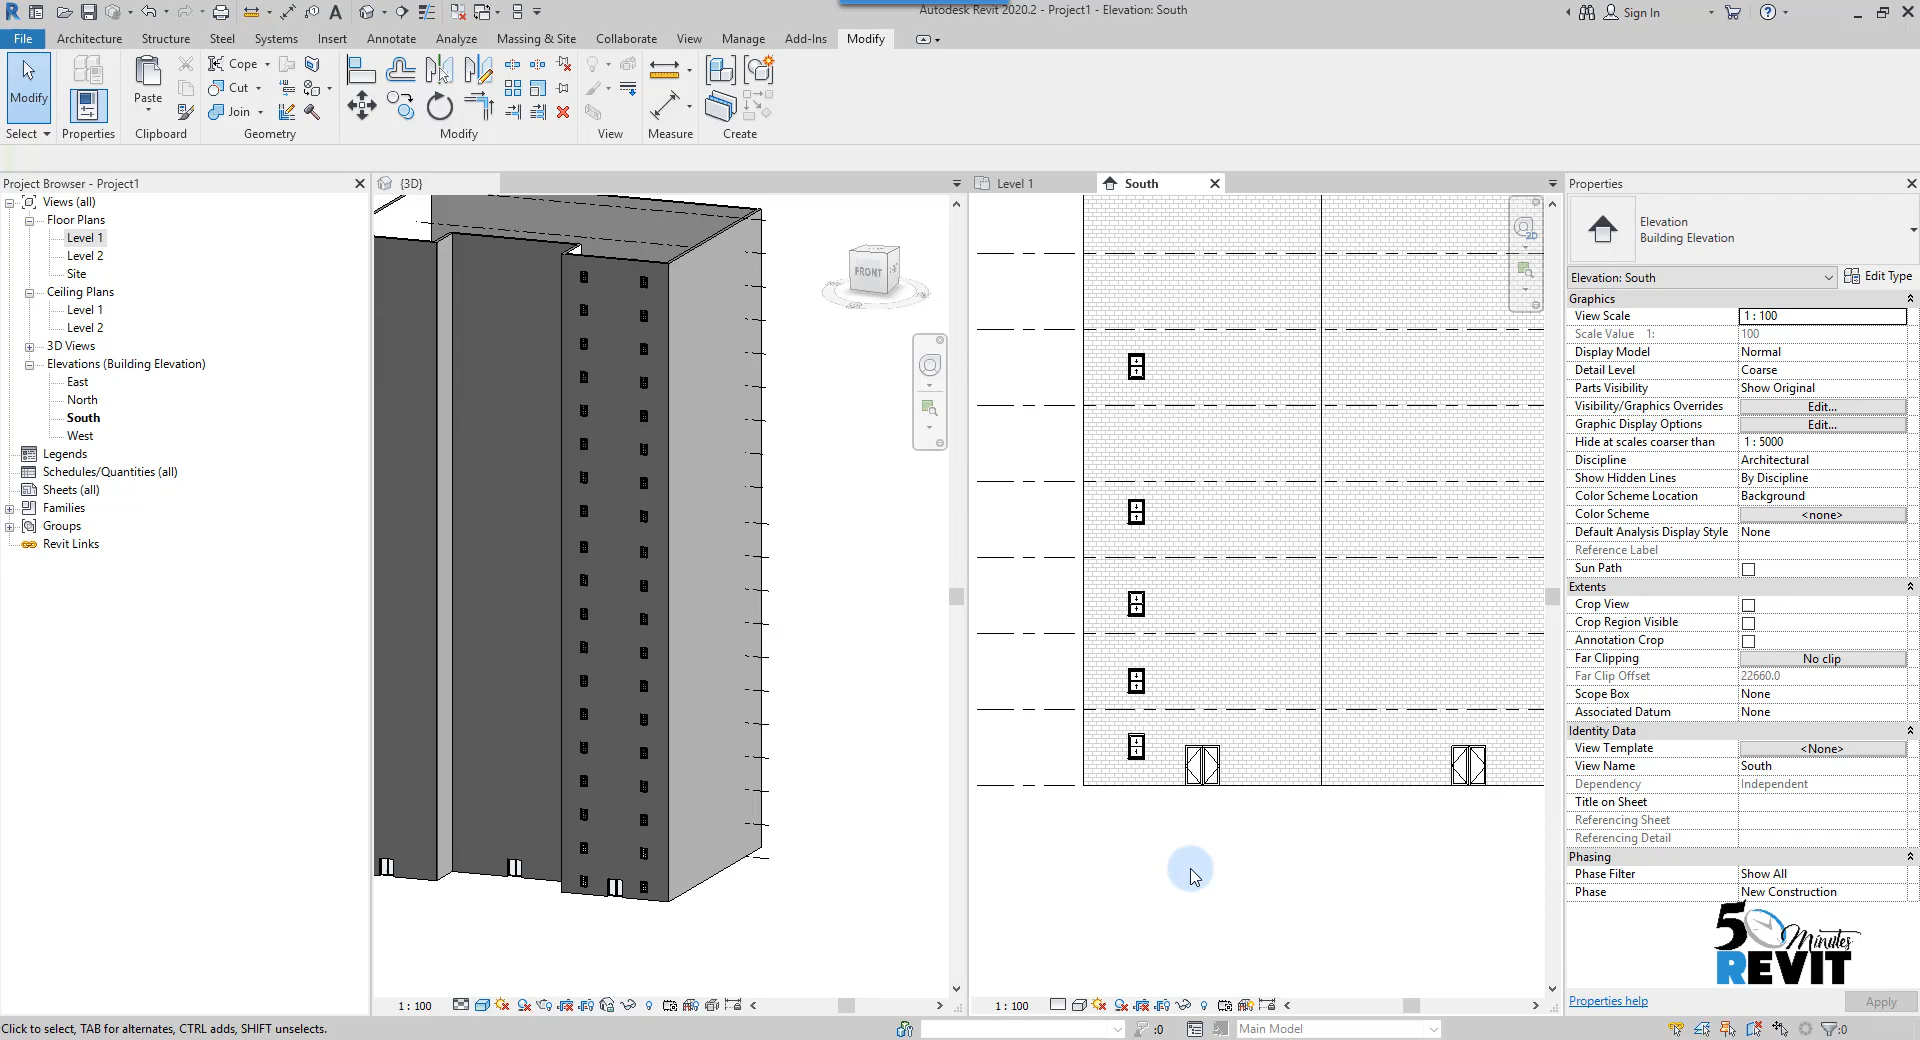 Autodesk Revit 2020.2 - Project1 - Elevation: South
Sign In
File
Architecture
Structure
Steel
Systems
Insert
Annotate
Analyze
Massing & Site
Collaborate
View
Manage
Add-Ins
Modify
Modify
Paste
Cope
Cut
Join
Select
Properties
Clipboard
Geometry
Modify
View
Measure
Create
Project Browser - Project1
{3D}
Level 1
South
Properties
Views (all)
Floor Plans
Level 1
Level 2
Site
Ceiling Plans
Level 1
Level 2
3D Views
Elevations (Building Elevation)
East
North
South
West
Legends
Schedules/Quantities (all)
Sheets (all)
Families
Groups
Revit Links
FRONT
2D
Elevation
Building Elevation
Elevation: South
Edit Type
Graphics
View Scale 1 : 100
Scale Value 1: 100
Display Model Normal
Detail Level Coarse
Parts Visibility Show Original
Visibility/Graphics Overrides Edit...
Graphic Display Options Edit...
Hide at scales coarser than 1 : 5000
Discipline Architectural
Show Hidden Lines By Discipline
Color Scheme Location Background
Color Scheme <none>
Default Analysis Display Style None
Reference Label
Sun Path
Extents
Crop View
Crop Region Visible
Annotation Crop
Far Clipping No clip
Far Clip Offset 22660.0
Scope Box None
Associated Datum None
Identity Data
View Template <None>
View Name South
Dependency Independent
Title on Sheet
Referencing Sheet
Referencing Detail
Phasing
Phase Filter Show All
Phase New Construction
50 Minutes
REVIT
Properties help
Apply
1 : 100
1 : 100
Click to select, TAB for alternates, CTRL adds, SHIFT unselects.
:0
Main Model
:0